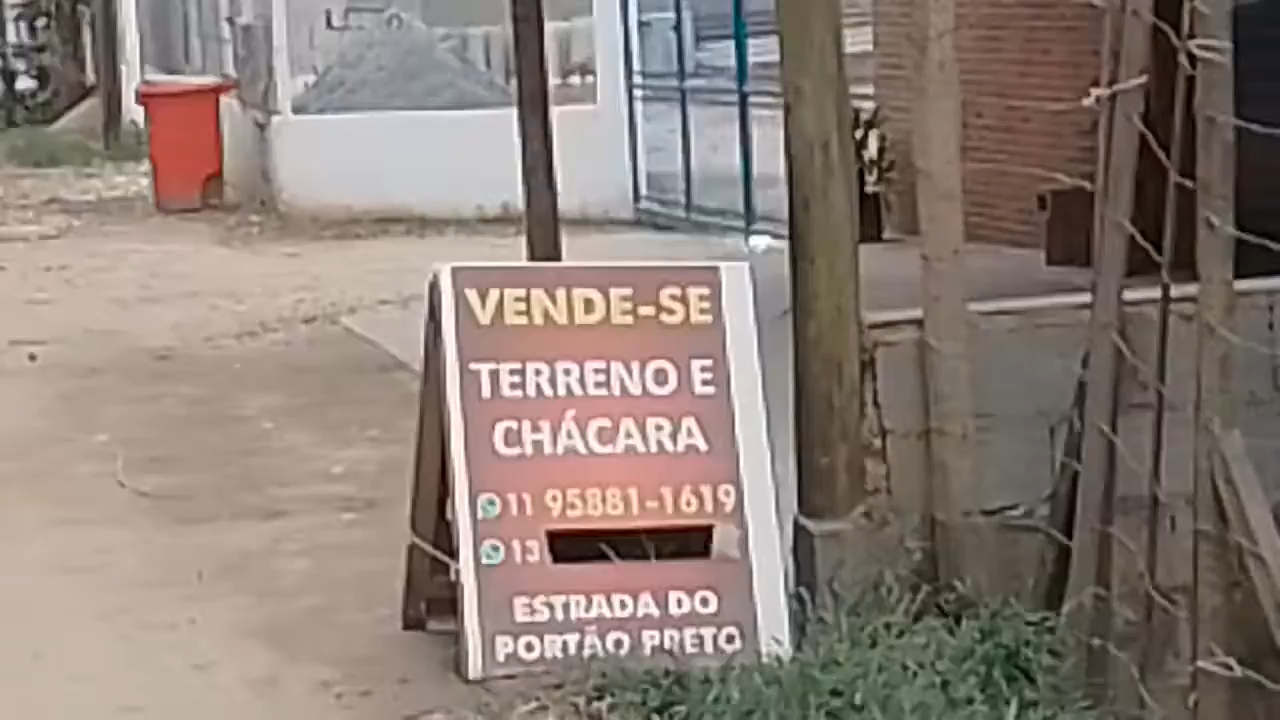 VENDE-SE
TERRENO E
CHÁCARA
11 95881-1619
13
ESTRADA DO
PORTÃO PRETO